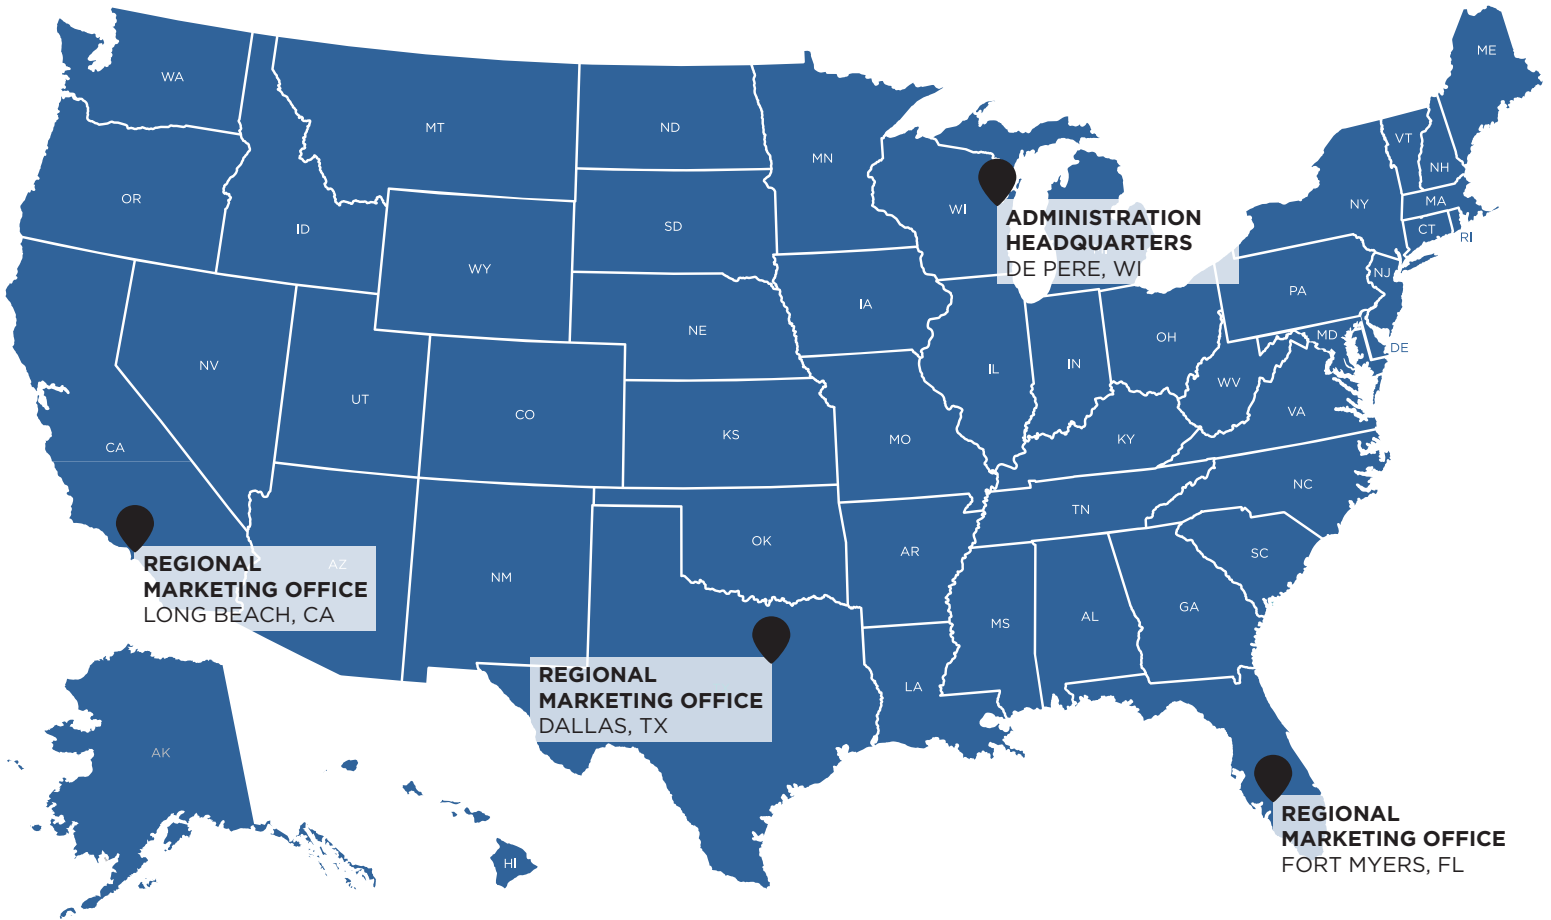 WA
MT
ND
MN
ME
VT
NH
OR
ID
SD
WI
NY
MA
CT
RI
ADMINISTRATION
HEADQUARTERS
DE PERE, WI
WY
IA
PA
NJ
NE
OH
MD
DE
NV
UT
CO
IL
IN
WV
VA
CA
KS
MO
KY
NC
TN
OK
AR
SC
AZ
NM
REGIONAL
MARKETING OFFICE
LONG BEACH, CA
MS
AL
GA
REGIONAL
MARKETING OFFICE
DALLAS, TX
LA
AK
HI
REGIONAL
MARKETING OFFICE
FORT MYERS, FL